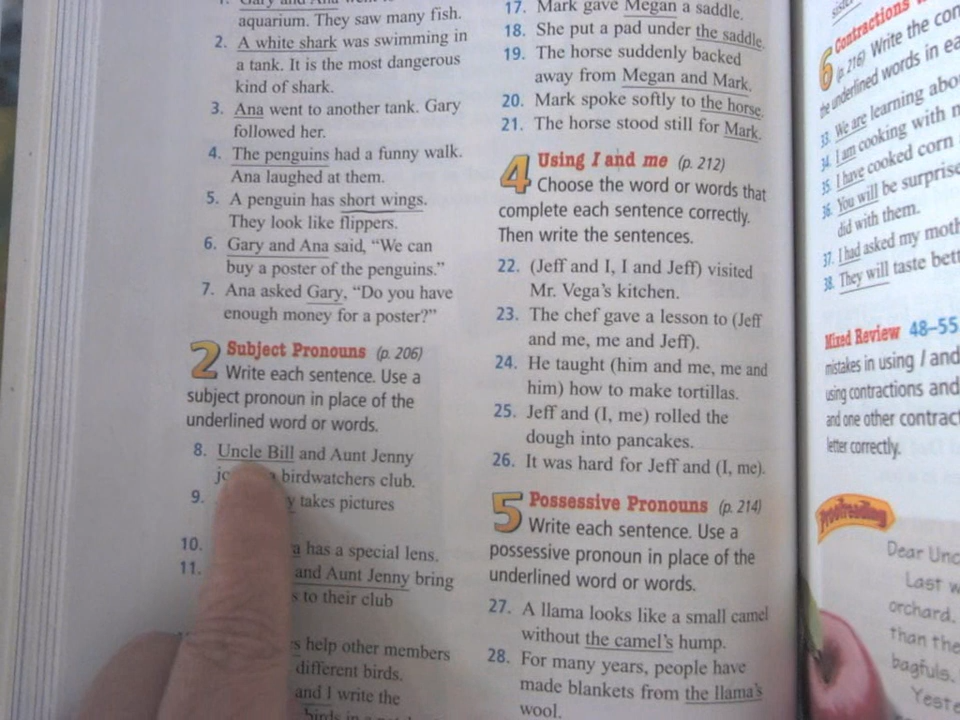 aquarium. They saw many fish.
2. A white shark was swimming in
a tank. It is the most dangerous
kind of shark.
3. Ana went to another tank. Gary
followed her.
4. The penguins had a funny walk.
Ana laughed at them.
5. A penguin has short wings.
They look like flippers.
6. Gary and Ana said, “We can
buy a poster of the penguins.”
7. Ana asked Gary, “Do you have
enough money for a poster?”
2 Subject Pronouns (p. 206)
Write each sentence. Use a
subject pronoun in place of the
underlined word or words.
8. Uncle Bill and Aunt Jenny
birdwatchers club.
9. takes pictures
10. has a special lens.
11. and Aunt Jenny bring
to their club
help other members
different birds.
and I write the
17. Mark gave Megan a saddle.
18. She put a pad under the saddle.
19. The horse suddenly backed
away from Megan and Mark.
20. Mark spoke softly to the horse.
21. The horse stood still for Mark.
4 Using I and me (p. 212)
Choose the word or words that
complete each sentence correctly.
Then write the sentences.
22. (Jeff and I, I and Jeff) visited
Mr. Vega’s kitchen.
23. The chef gave a lesson to (Jeff
and me, me and Jeff).
24. He taught (him and me, me and
him) how to make tortillas.
25. Jeff and (I, me) rolled the
dough into pancakes.
26. It was hard for Jeff and (I, me).
5 Possessive Pronouns (p. 214)
Write each sentence. Use a
possessive pronoun in place of the
underlined word or words.
27. A llama looks like a small camel
without the camel’s hump.
28. For many years, people have
made blankets from the llama’s
wool.
6 Contractions
(p. 216) Write the
the underlined words in
33. We are learning
34. I am cooking with
35. I have cooked corn
36. You will be
did with them.
37. I had asked my
38. They will taste
Mixed Review 48–55
mistakes in using I and
using contractions and
and one other
letter correctly.
Proofreading
Dear
Last
orchard.
than the
bagfuls.